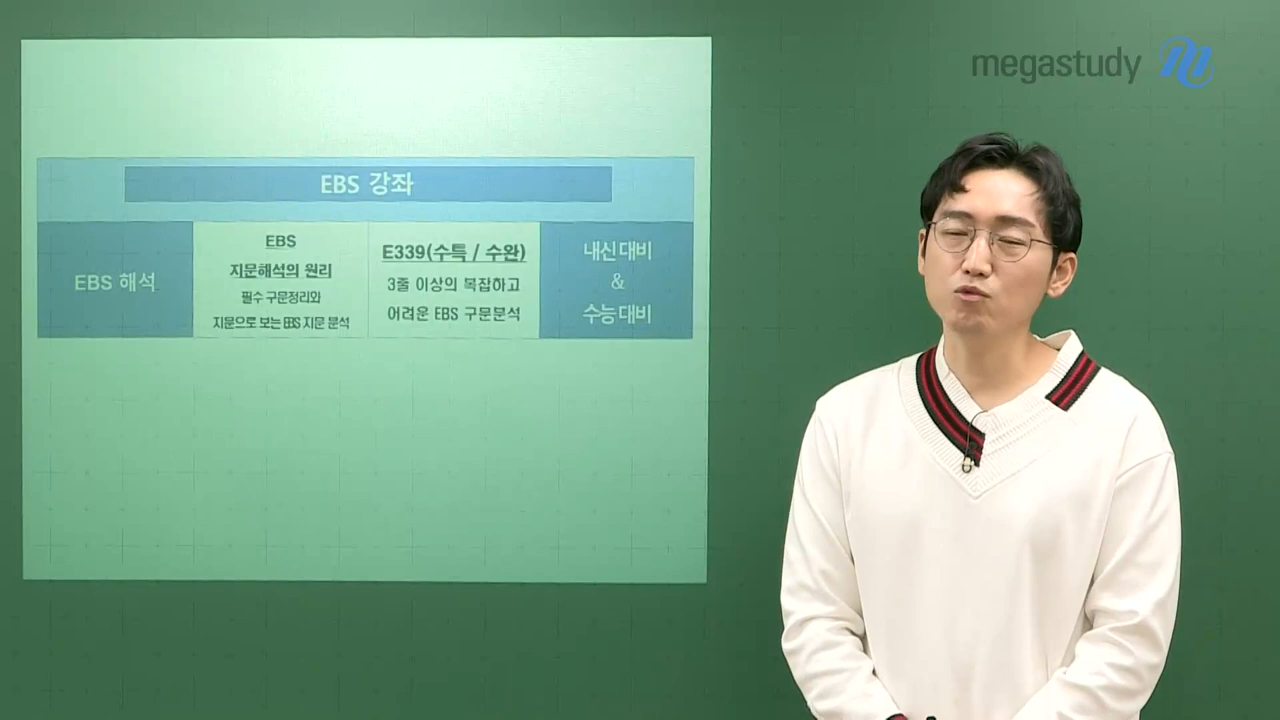 megastudy
EBS 강좌
EBS 해석
EBS
지문해석의 원리
필수 구문정리와
지문으로 보는 EBS 지문 분석
E339(수특 / 수완)
3줄 이상의 복잡하고
어려운 EBS 구문분석
내신대비
&
수능대비